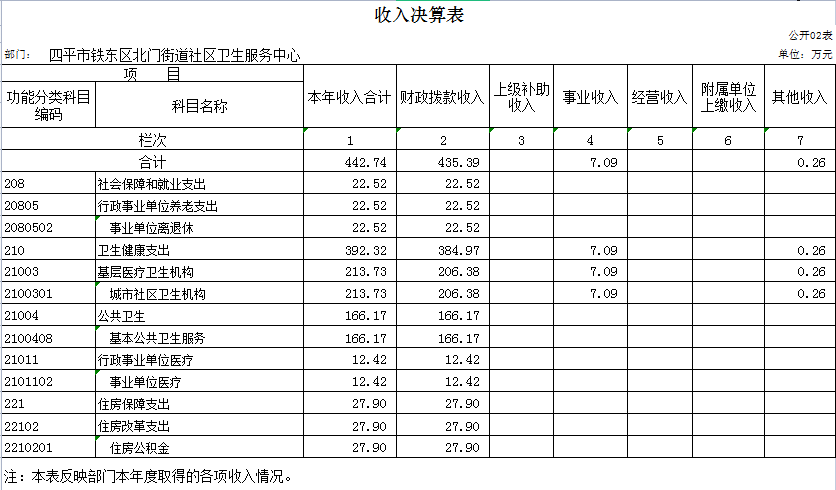 收入决算表
公开02表
部门： 四平市铁东区北门街道社区卫生服务中心 单位：万元
项 目 本年收入合计 财政拨款收入 上级补助收入 事业收入 经营收入 附属单位上缴收入 其他收入
功能分类科目编码 科目名称
栏次 1 2 3 4 5 6 7
合计 442.74 435.39 7.09 0.26
208 社会保障和就业支出 22.52 22.52
20805 行政事业单位养老支出 22.52 22.52
2080502 事业单位离退休 22.52 22.52
210 卫生健康支出 392.32 384.97 7.09 0.26
21003 基层医疗卫生机构 213.73 206.38 7.09 0.26
2100301 城市社区卫生机构 213.73 206.38 7.09 0.26
21004 公共卫生 166.17 166.17
2100408 基本公共卫生服务 166.17 166.17
21011 行政事业单位医疗 12.42 12.42
2101102 事业单位医疗 12.42 12.42
221 住房保障支出 27.90 27.90
22102 住房改革支出 27.90 27.90
2210201 住房公积金 27.90 27.90
注：本表反映部门本年度取得的各项收入情况。